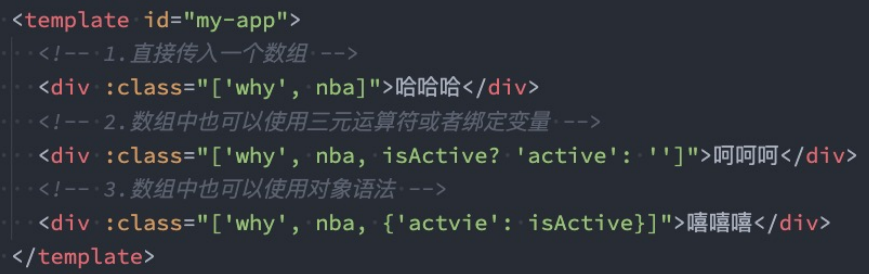 <template id="my-app">
<!-- 1.直接传入一个数组 -->
<div :class="['why', nba]">哈哈哈</div>
<!-- 2.数组中也可以使用三元运算符或者绑定变量 -->
<div :class="['why', nba, isActive? 'active': '']">呵呵呵</div>
<!-- 3.数组中也可以使用对象语法 -->
<div :class="['why', nba, {'actvie': isActive}]">嘻嘻嘻</div>
</template>